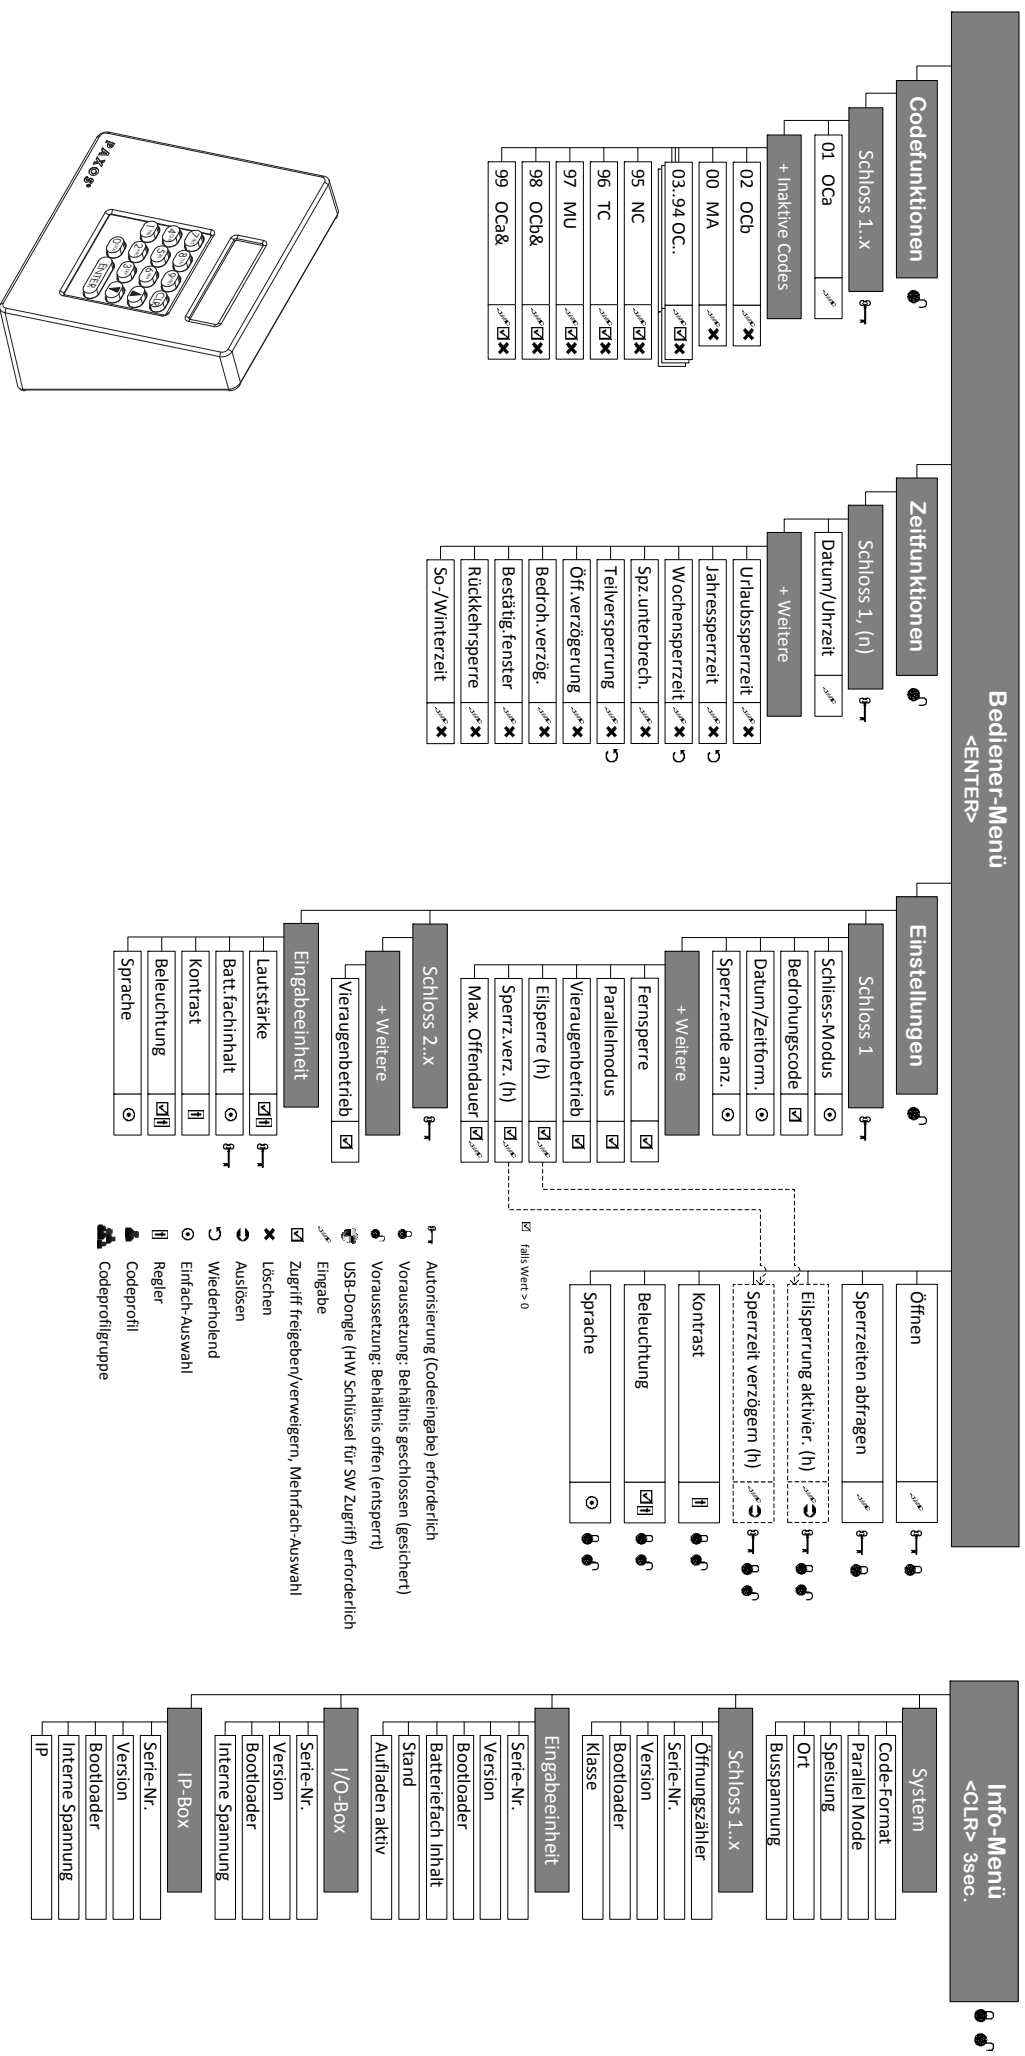 Bediener-Menü
<ENTER>
Codefunktionen
Schloss 1..x
01 OCa
+ Inaktive Codes
02 OCb
00 MA
03..94 OC..
95 NC
96 TC
97 MU
98 OCb&
99 OCa&
Zeitfunktionen
Schloss 1, (n)
Datum/Uhrzeit
+ Weitere
Urlaubssperrzeit
Jahressperrzeit
Wochensperrzeit
Spz.unterbrech.
Teilversperrung
Öff.verzögerung
Bedroh.verzög.
Bestätig.fenster
Rückkehrsperre
So-/Winterzeit
Einstellungen
Schloss 1
Schliess-Modus
Bedrohungscode
Datum/Zeitform.
Sperrz.ende anz.
+ Weitere
Fernsperre
Parallelmodus
Vieraugenbetrieb
Eilsperre (h)
Sperrz.verz. (h)
Max. Offendauer
Schloss 2..x
+ Weitere
Vieraugenbetrieb
Eingabeeinheit
Lautstärke
Batt.fachinhalt
Kontrast
Beleuchtung
Sprache
Öffnen
Sperrzeiten abfragen
Eilsperrung aktivier. (h)
Sperrzeit verzögern (h)
Kontrast
Beleuchtung
Sprache
falls Wert > 0
Autorisierung (Codeeingabe) erforderlich
Voraussetzung: Behältnis geschlossen (gesichert)
Voraussetzung: Behältnis offen (entsperrt)
USB-Dongle (HW Schlüssel für SW Zugriff) erforderlich
Eingabe
Zugriff freigeben/verweigern, Mehrfach-Auswahl
Löschen
Auslösen
Wiederholend
Einfach-Auswahl
Regler
Codeprofil
Codeprofilgruppe
Info-Menü
<CLR> 3sec.
System
Code-Format
Parallel Mode
Speisung
Ort
Busspannung
Schloss 1..x
Öffnungszähler
Serie-Nr.
Version
Bootloader
Klasse
Eingabeeinheit
Serie-Nr.
Version
Bootloader
Batteriefach Inhalt
Stand
Aufladen aktiv
I/O-Box
Serie-Nr.
Version
Bootloader
Interne Spannung
IP-Box
Serie-Nr.
Version
Bootloader
Interne Spannung
IP
PAXOS
ENTER